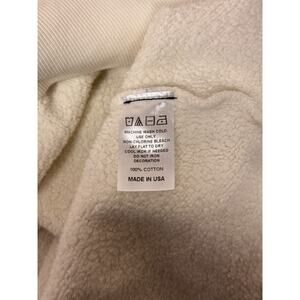 MACHINE WASH COLD
USE ONLY
NON-CHLORINE BLEACH
LAY FLAT TO DRY
COOL IRON IF NEEDED
DO NOT IRON
DECORATION
100% COTTON
MADE IN USA